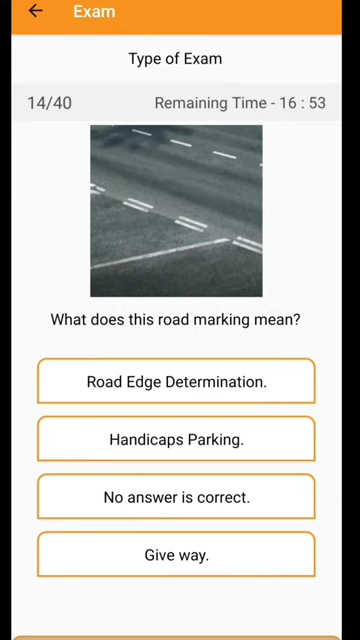 Exam
Type of Exam
14/40 Remaining Time - 16 : 53
What does this road marking mean?
Road Edge Determination.
Handicaps Parking.
No answer is correct.
Give way.